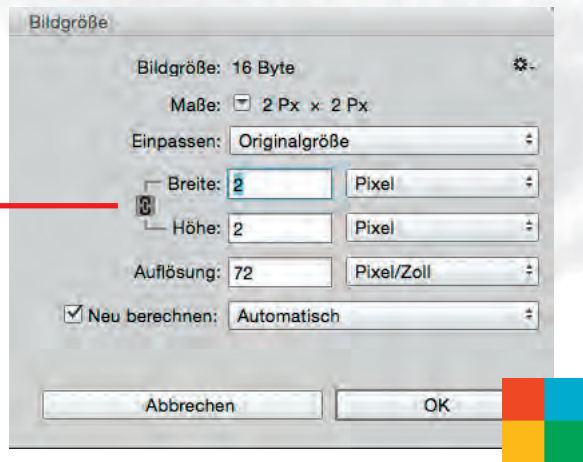 Bildgröße
Bildgröße: 16 Byte
Maße: 2 Px × 2 Px
Einpassen: Originalgröße
Breite: 2 Pixel
Höhe: 2 Pixel
Auflösung: 72 Pixel/Zoll
Neu berechnen: Automatisch
Abbrechen OK